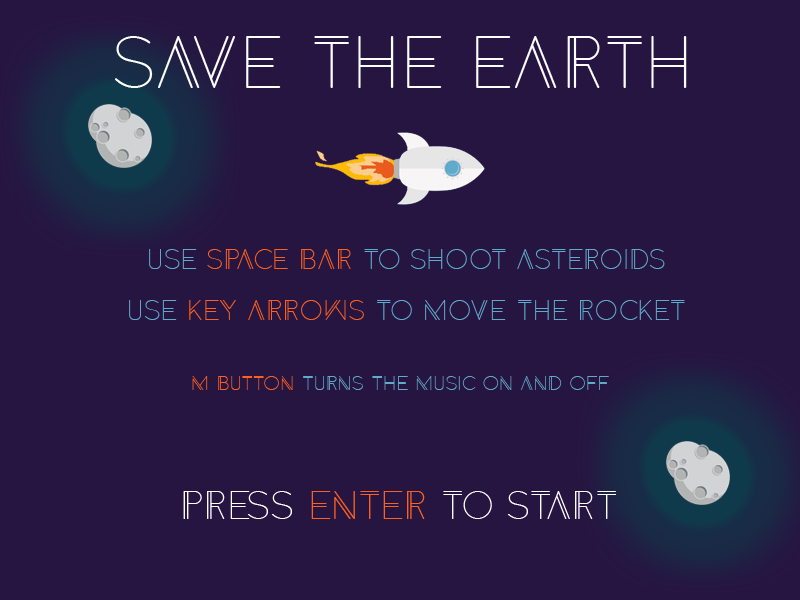 SAVE THE EARTH
USE SPACE BAR TO SHOOT ASTEROIDS
USE KEY ARROWS TO MOVE THE ROCKET
M BUTTON TURNS THE MUSIC ON AND OFF
PRESS ENTER TO START